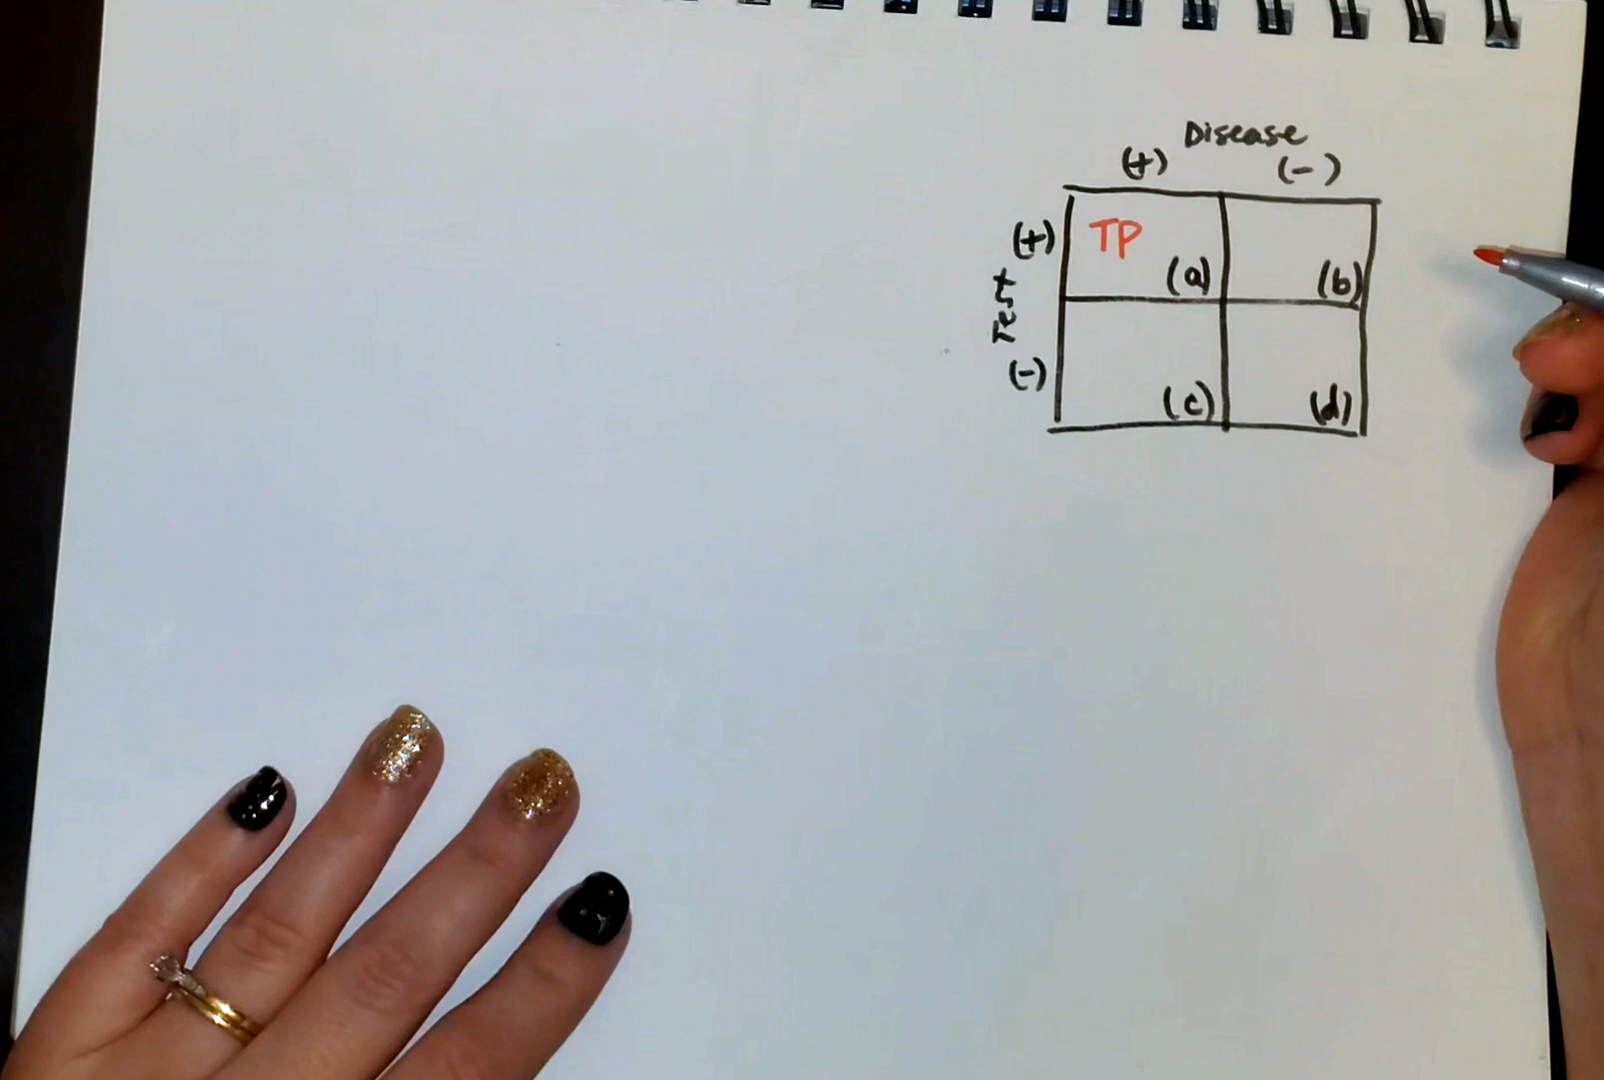 Disease
(+) (-)
(+) TP (a) (b)
Test
(-) (c) (d)